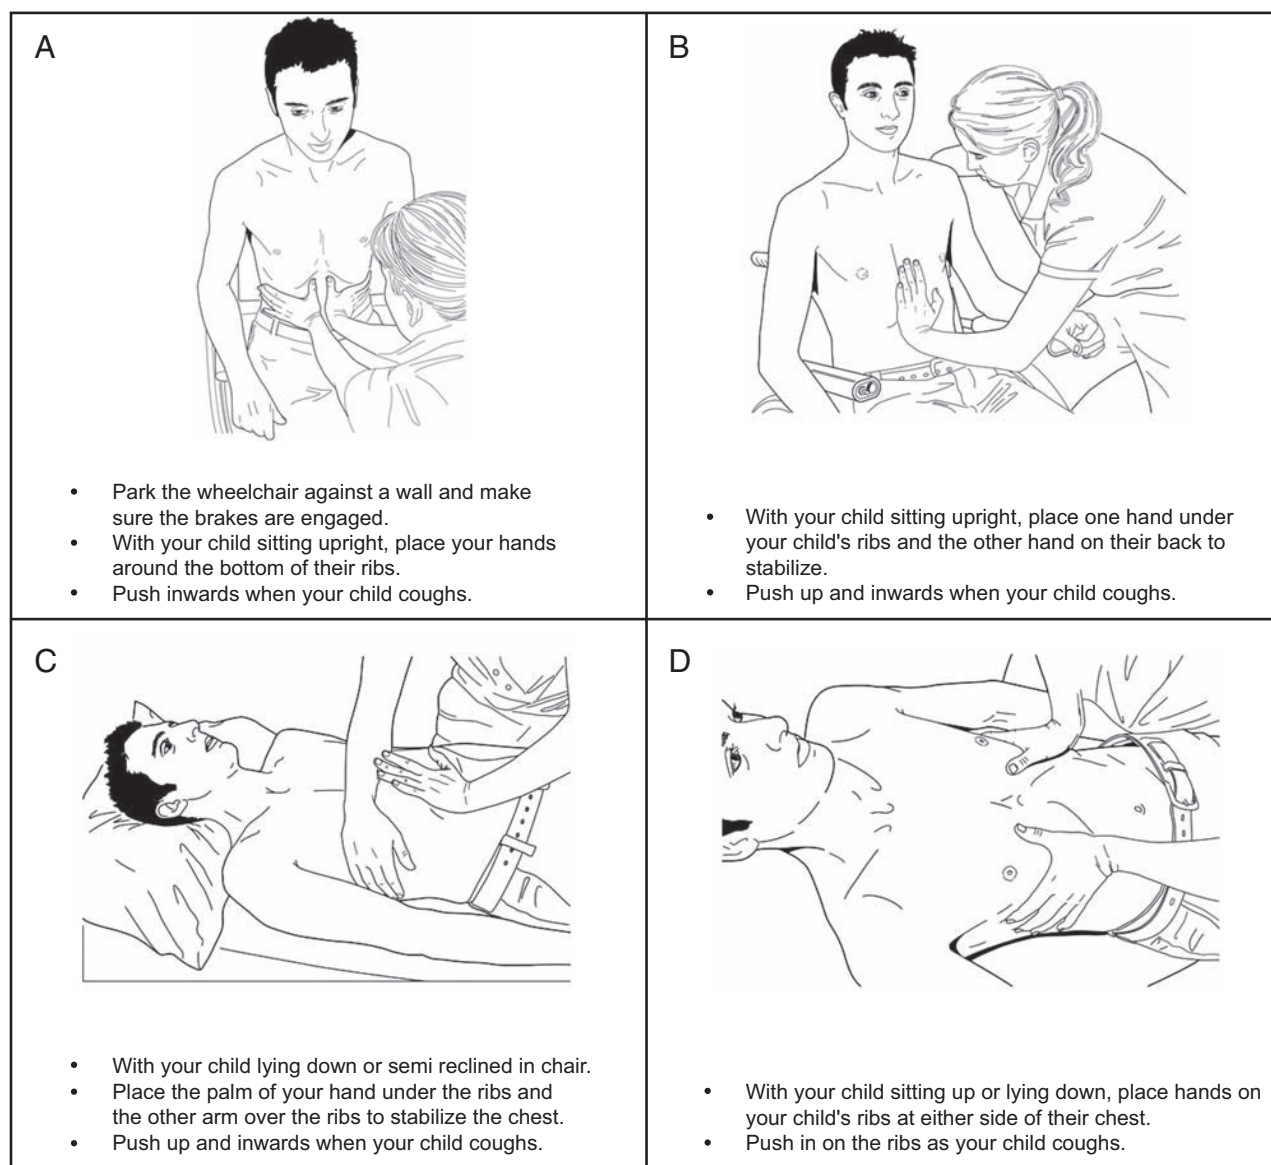 A
• Park the wheelchair against a wall and make
sure the brakes are engaged.
• With your child sitting upright, place your hands
around the bottom of their ribs.
• Push inwards when your child coughs.
B
• With your child sitting upright, place one hand under
your child's ribs and the other hand on their back to
stabilize.
• Push up and inwards when your child coughs.
C
• With your child lying down or semi reclined in chair.
• Place the palm of your hand under the ribs and
the other arm over the ribs to stabilize the chest.
• Push up and inwards when your child coughs.
D
• With your child sitting up or lying down, place hands on
your child's ribs at either side of their chest.
• Push in on the ribs as your child coughs.